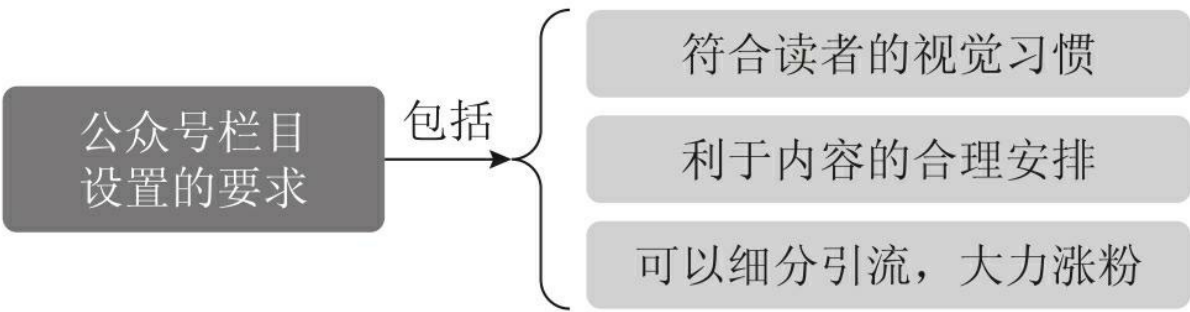 公众号栏目
设置的要求
包括
符合读者的视觉习惯
利于内容的合理安排
可以细分引流，大力涨粉